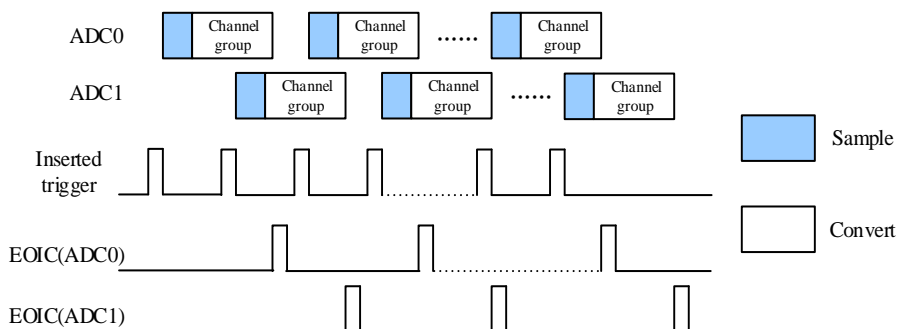 ADC0
Channel
group
Channel
group
······
Channel
group
ADC1
Channel
group
Channel
group
······
Channel
group
Inserted
trigger
Sample
EOIC(ADC0)
Convert
EOIC(ADC1)